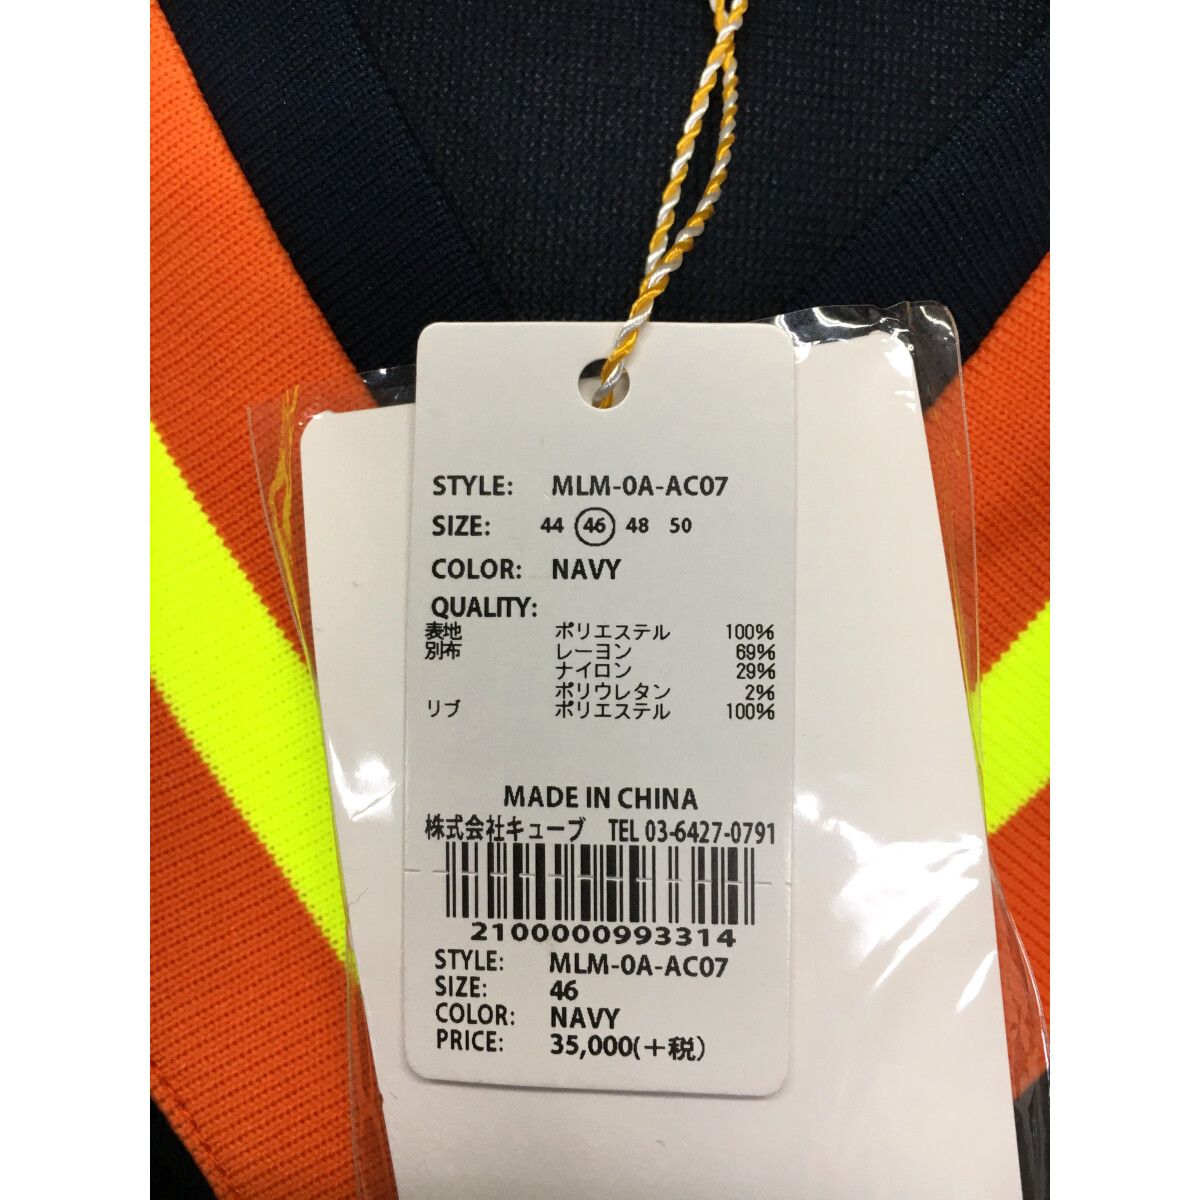 STYLE: MLM-0A-AC07
SIZE: 44 46 48 50
COLOR: NAVY
QUALITY:
表地 ポリエステル 100%
別布 レーヨン 69%
ナイロン 29%
ポリウレタン 2%
リブ ポリエステル 100%
MADE IN CHINA
株式会社キューブ TEL 03-6427-0791
2100000993314
STYLE: MLM-0A-AC07
SIZE: 46
COLOR: NAVY
PRICE: 35,000(+税)